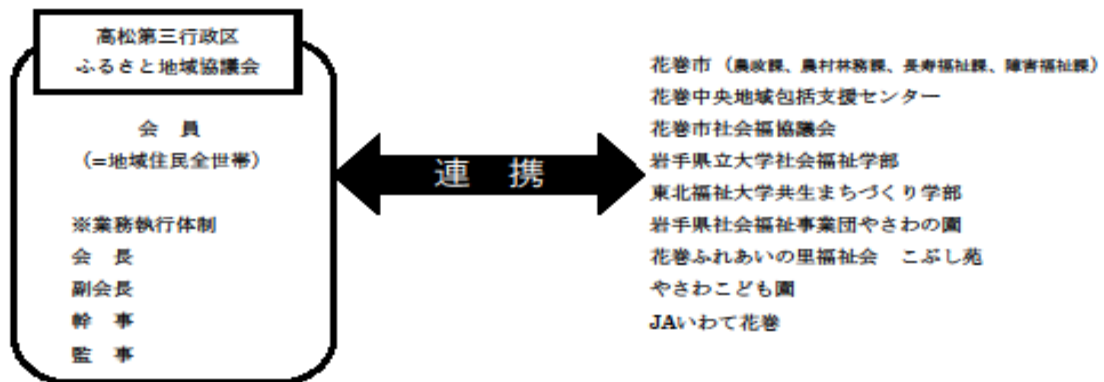 高松第三行政区
ふるさと地域協議会
会　員
（=地域住民全世帯）
※業務執行体制
会　長
副会長
幹　事
監　事
連　携
花巻市（農政課、農村林務課、長寿福祉課、障害福祉課）
花巻中央地域包括支援センター
花巻市社会福協議会
岩手県立大学社会福祉学部
東北福祉大学共生まちづくり学部
岩手県社会福祉事業団やさわの園
花巻ふれあいの里福祉会　こぶし苑
やさわこども園
JAいわて花巻